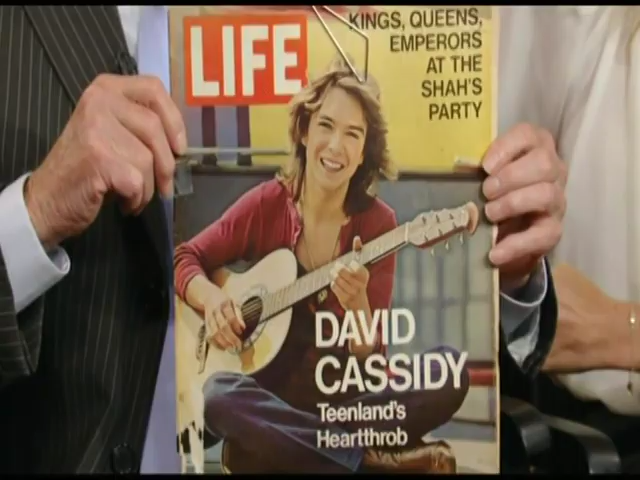 LIFE
KINGS, QUEENS,
EMPERORS
AT THE
SHAH'S
PARTY
DAVID
CASSIDY
Teenland's
Heartthrob